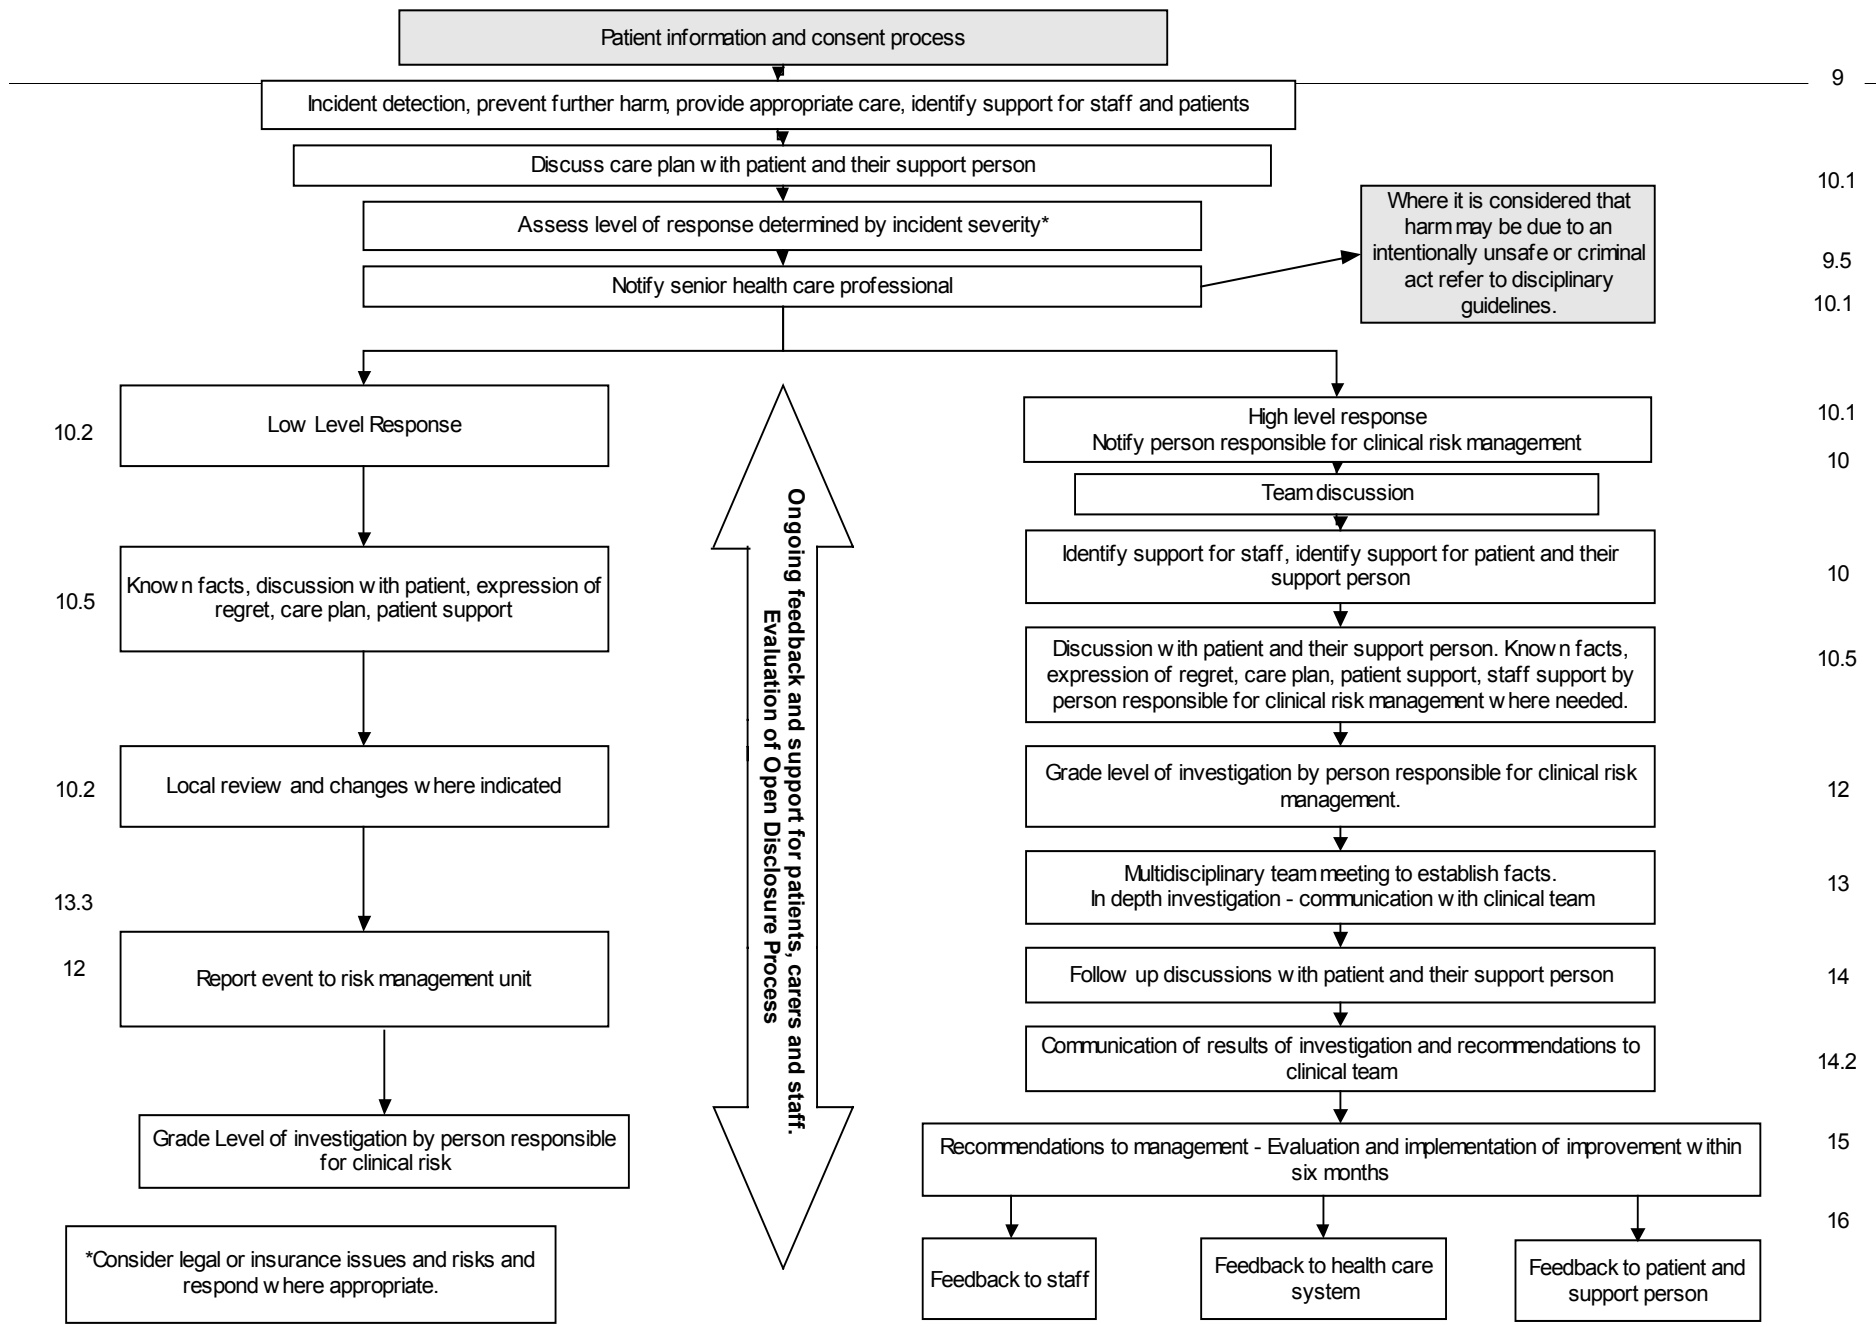 Patient information and consent process
9
Incident detection, prevent further harm, provide appropriate care, identify support for staff and patients
Discuss care plan with patient and their support person
10.1
Assess level of response determined by incident severity*
Where it is considered that
harm may be due to an
intentionally unsafe or criminal
act refer to disciplinary
guidelines.
9.5
Notify senior health care professional
10.1
10.2
Low Level Response
High level response
Notify person responsible for clinical risk management
10.1
10
Team discussion
Identify support for staff, identify support for patient and their
support person
10
10.5
Known facts, discussion with patient, expression of
regret, care plan, patient support
Ongoing feedback and support for patients, carers and staff.
Evaluation of Open Disclosure Process
Discussion with patient and their support person. Known facts,
expression of regret, care plan, patient support, staff support by
person responsible for clinical risk management where needed.
10.5
10.2
Local review and changes where indicated
Grade level of investigation by person responsible for clinical risk
management.
12
Multidisciplinary team meeting to establish facts.
In depth investigation - communication with clinical team
13
13.3
12
Report event to risk management unit
Follow up discussions with patient and their support person
14
Communication of results of investigation and recommendations to
clinical team
14.2
Grade Level of investigation by person responsible
for clinical risk
Recommendations to management - Evaluation and implementation of improvement within
six months
15
16
*Consider legal or insurance issues and risks and
respond where appropriate.
Feedback to staff
Feedback to health care
system
Feedback to patient and
support person